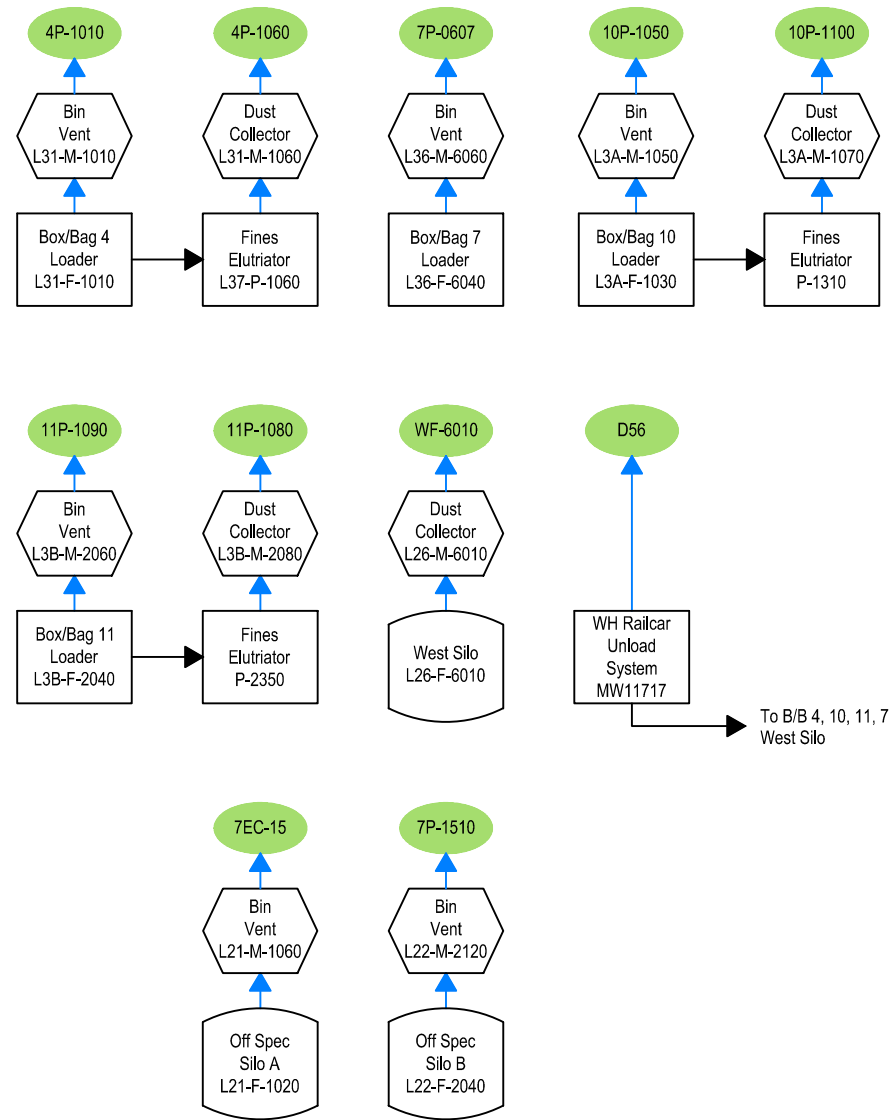 4P-1010
4P-1060
7P-0607
10P-1050
10P-1100
Bin
Vent
L31-M-1010
Dust
Collector
L31-M-1060
Bin
Vent
L36-M-6060
Bin
Vent
L3A-M-1050
Dust
Collector
L3A-M-1070
Box/Bag 4
Loader
L31-F-1010
Fines
Elutriator
L37-P-1060
Box/Bag 7
Loader
L36-F-6040
Box/Bag 10
Loader
L3A-F-1030
Fines
Elutriator
P-1310
11P-1090
11P-1080
WF-6010
D56
Bin
Vent
L3B-M-2060
Dust
Collector
L3B-M-2080
Dust
Collector
L26-M-6010
Box/Bag 11
Loader
L3B-F-2040
Fines
Elutriator
P-2350
West Silo
L26-F-6010
WH Railcar
Unload
System
MW11717
To B/B 4, 10, 11, 7
West Silo
7EC-15
7P-1510
Bin
Vent
L21-M-1060
Bin
Vent
L22-M-2120
Off Spec
Silo A
L21-F-1020
Off Spec
Silo B
L22-F-2040